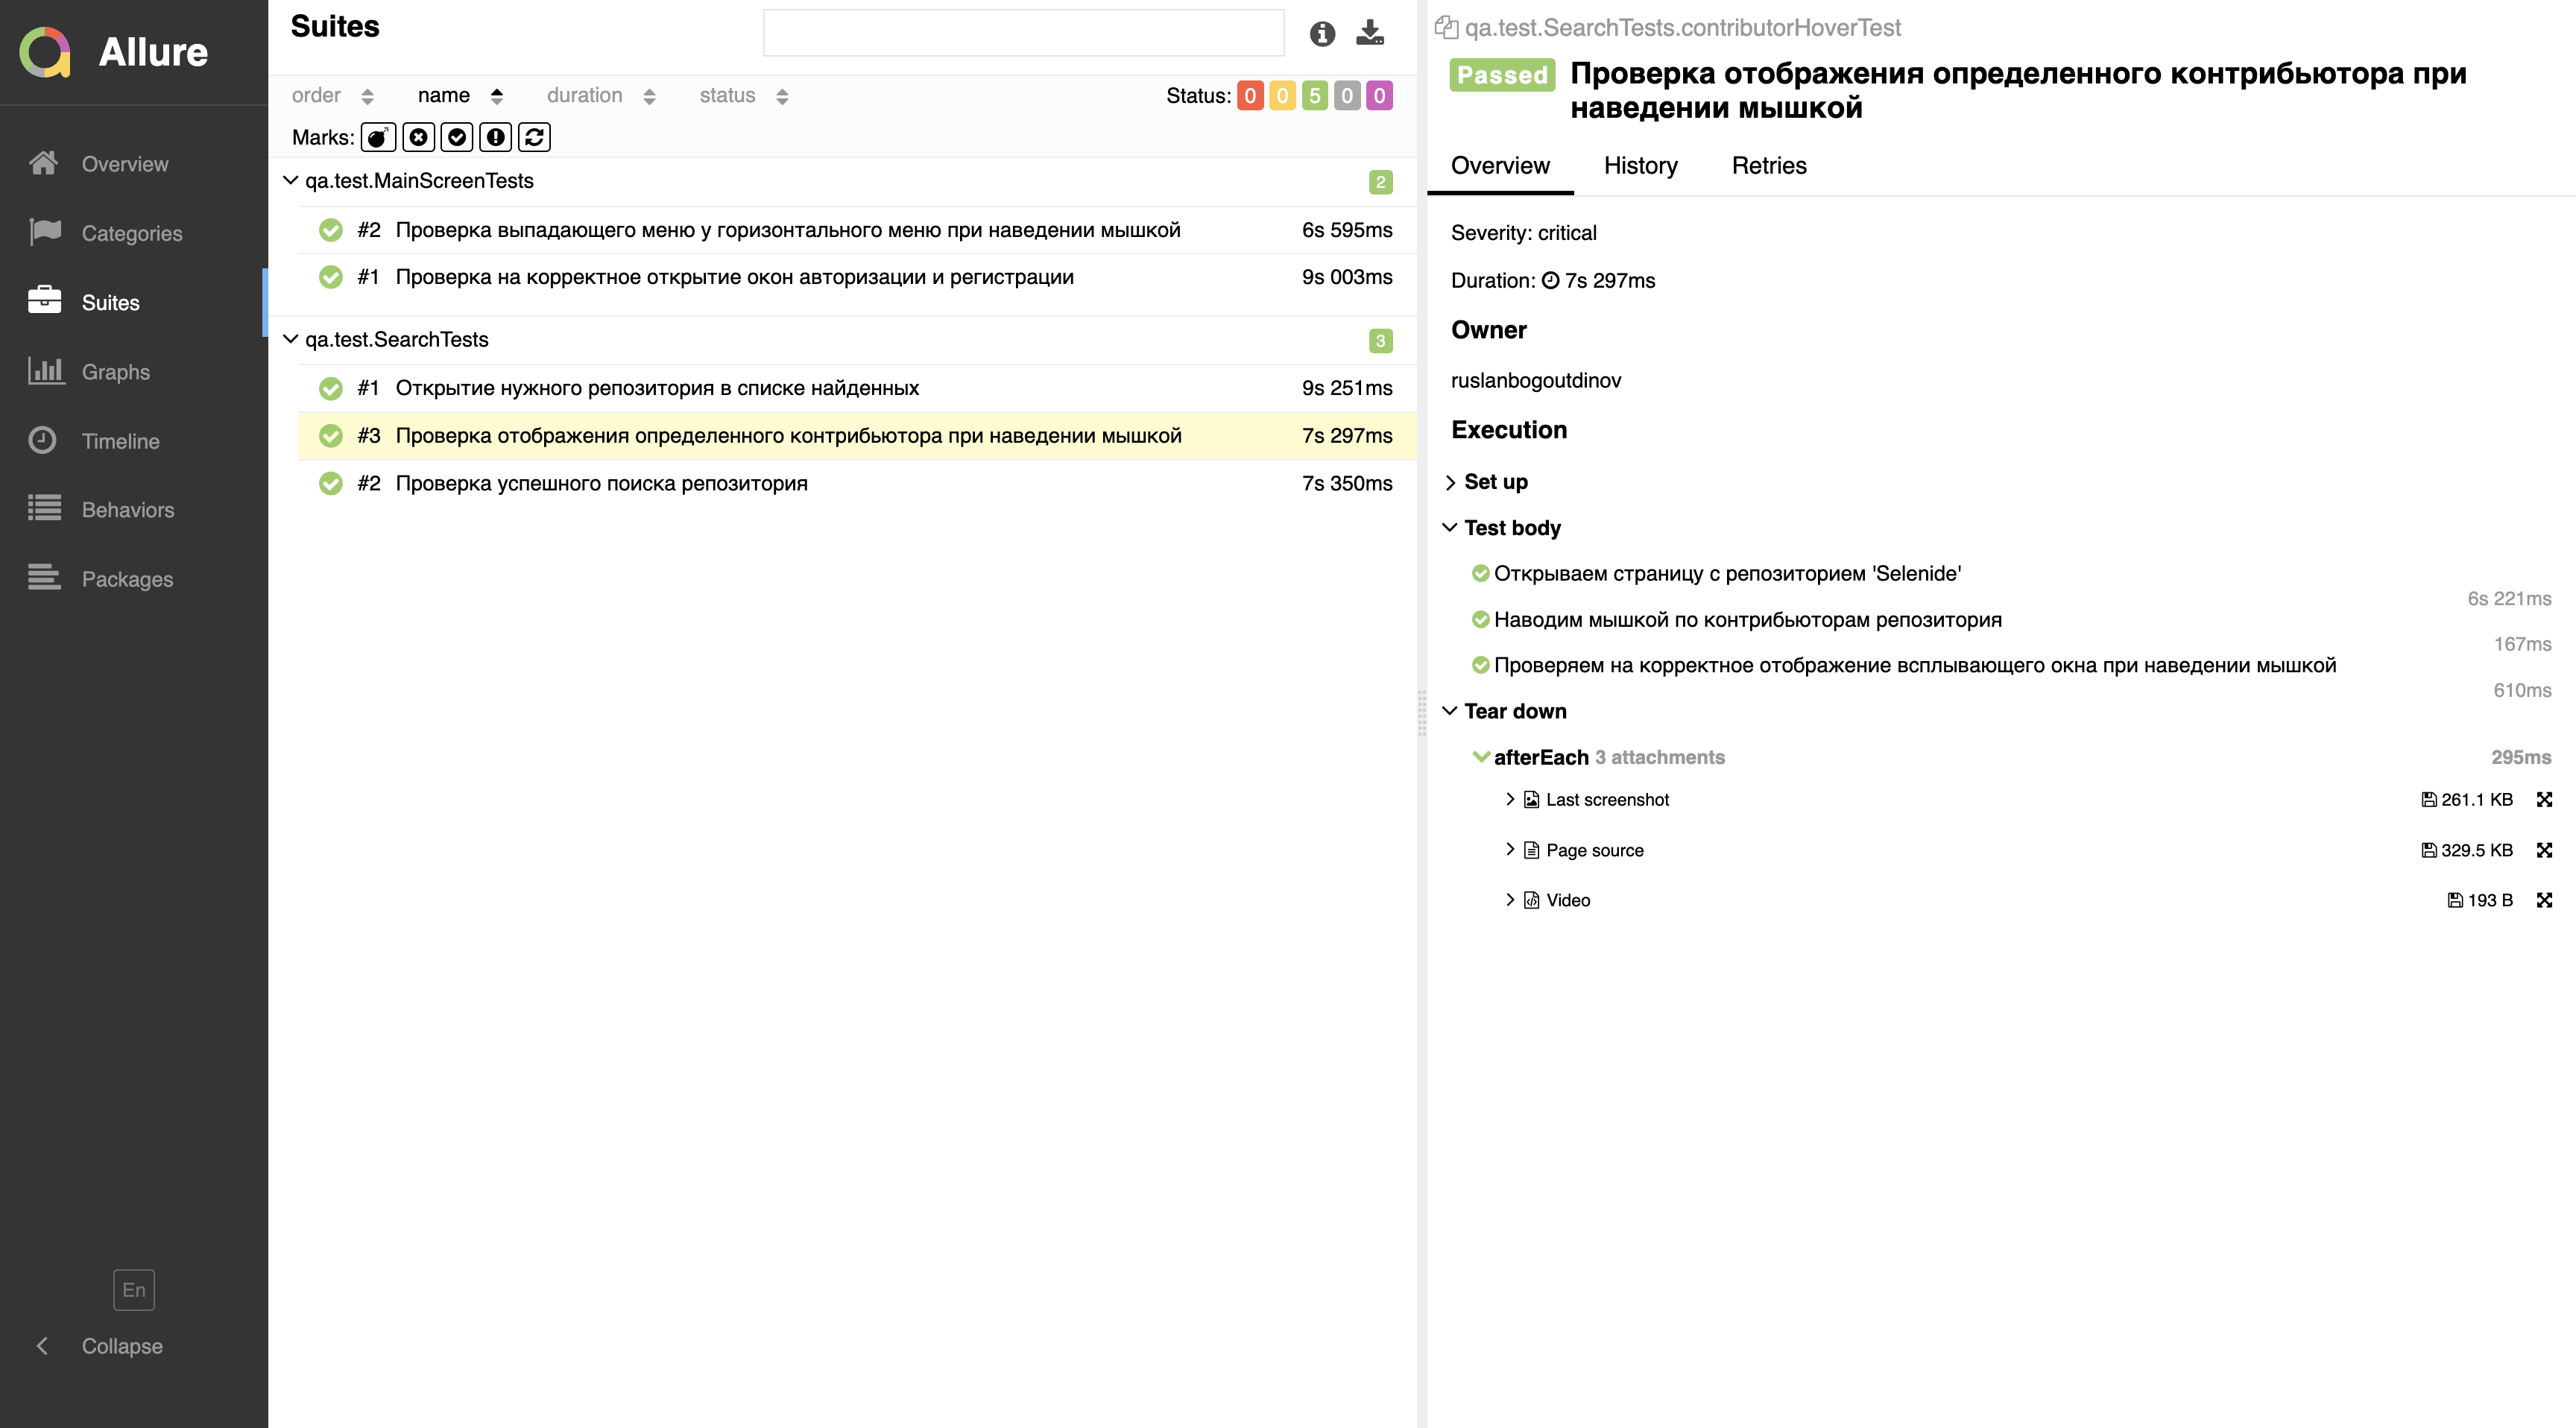 Allure
Overview
Categories
Suites
Graphs
Timeline
Behaviors
Packages
En
Collapse
Suites
order name duration status
Status: 0 0 5 0 0
Marks:
qa.test.MainScreenTests 2
#2 Проверка выпадающего меню у горизонтального меню при наведении мышкой 6s 595ms
#1 Проверка на корректное открытие окон авторизации и регистрации 9s 003ms
qa.test.SearchTests 3
#1 Открытие нужного репозитория в списке найденных 9s 251ms
#3 Проверка отображения определенного контрибьютора при наведении мышкой 7s 297ms
#2 Проверка успешного поиска репозитория 7s 350ms
qa.test.SearchTests.contributorHoverTest
Passed Проверка отображения определенного контрибьютора при
наведении мышкой
Overview History Retries
Severity: critical
Duration: 7s 297ms
Owner
ruslanbogoutdinov
Execution
Set up
Test body
Открываем страницу с репозиторием 'Selenide'
6s 221ms
Наводим мышкой по контрибьюторам репозитория
167ms
Проверяем на корректное отображение всплывающего окна при наведении мышкой
610ms
Tear down
afterEach 3 attachments 295ms
Last screenshot 261.1 KB
Page source 329.5 KB
Video 193 B